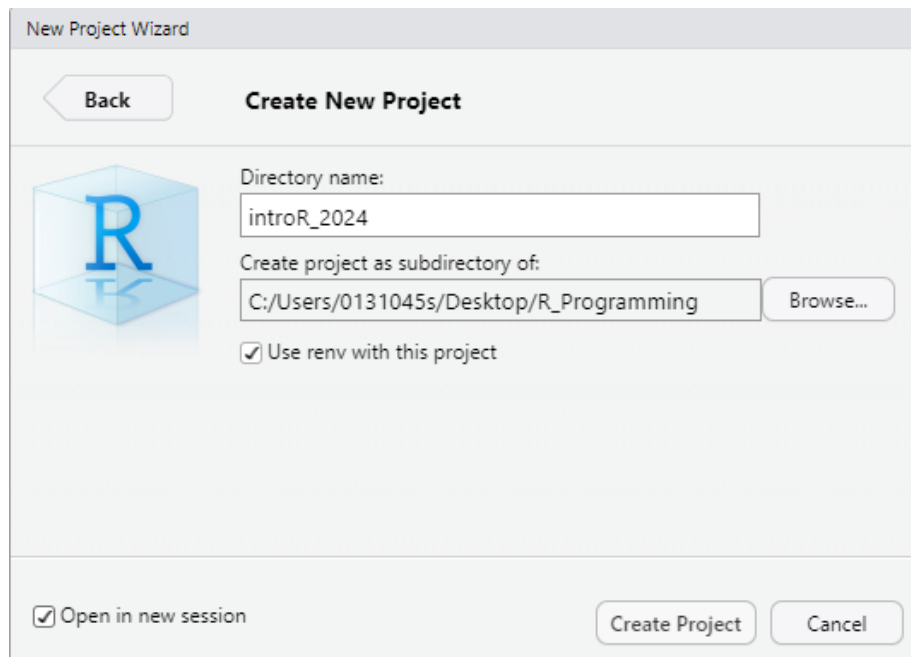 New Project Wizard
Back
Create New Project
R
Directory name:
introR_2024
Create project as subdirectory of:
C:/Users/0131045s/Desktop/R_Programming
Browse...
Use renv with this project
Open in new session
Create Project
Cancel